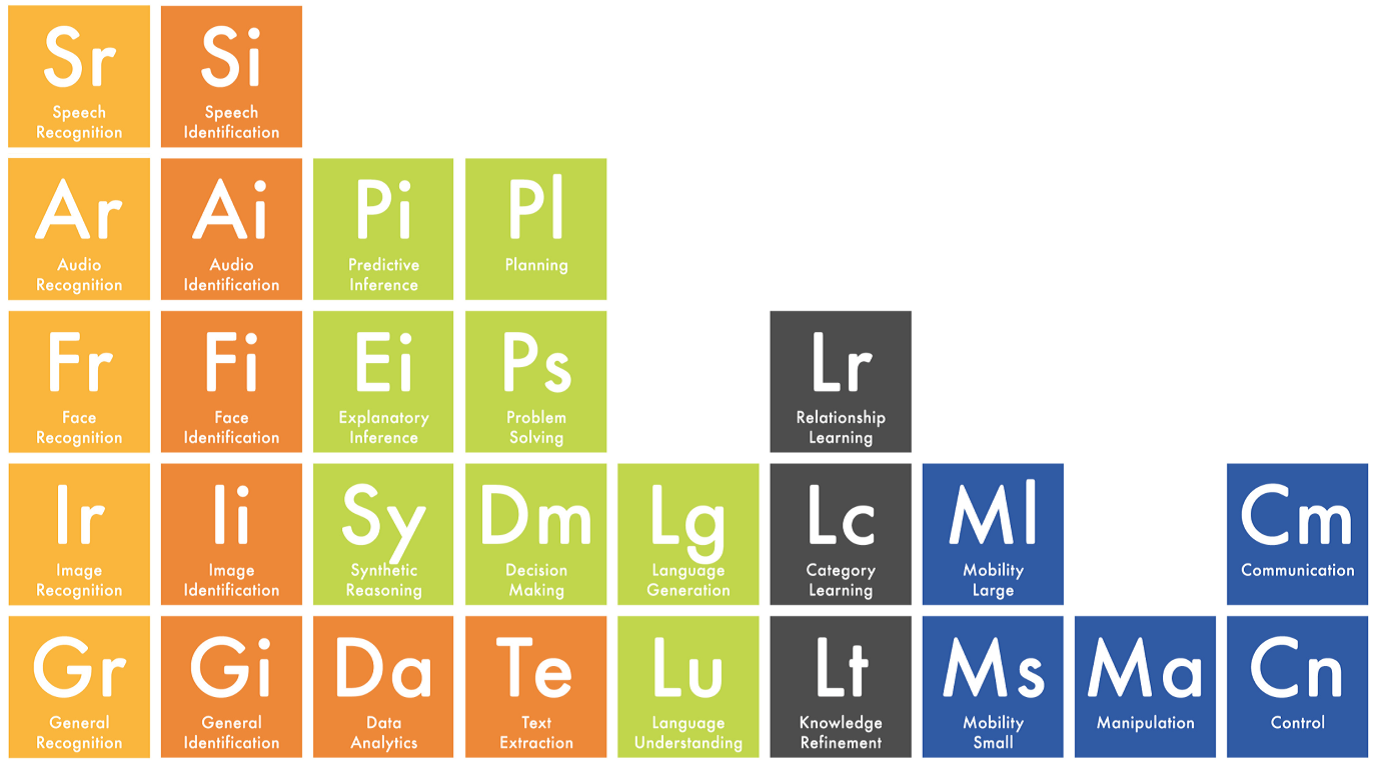 Sr
Speech
Recognition
Si
Speech
Identification
Ar
Audio
Recognition
Ai
Audio
Identification
Pi
Predictive
Inference
Pl
Planning
Fr
Face
Recognition
Fi
Face
Identification
Ei
Explanatory
Inference
Ps
Problem
Solving
Lr
Relationship
Learning
Ir
Image
Recognition
Ii
Image
Identification
Sy
Synthetic
Reasoning
Dm
Decision
Making
Lg
Language
Generation
Lc
Category
Learning
Ml
Mobility
Large
Cm
Communication
Gr
General
Recognition
Gi
General
Identification
Da
Data
Analytics
Te
Text
Extraction
Lu
Language
Understanding
Lt
Knowledge
Refinement
Ms
Mobility
Small
Ma
Manipulation
Cn
Control